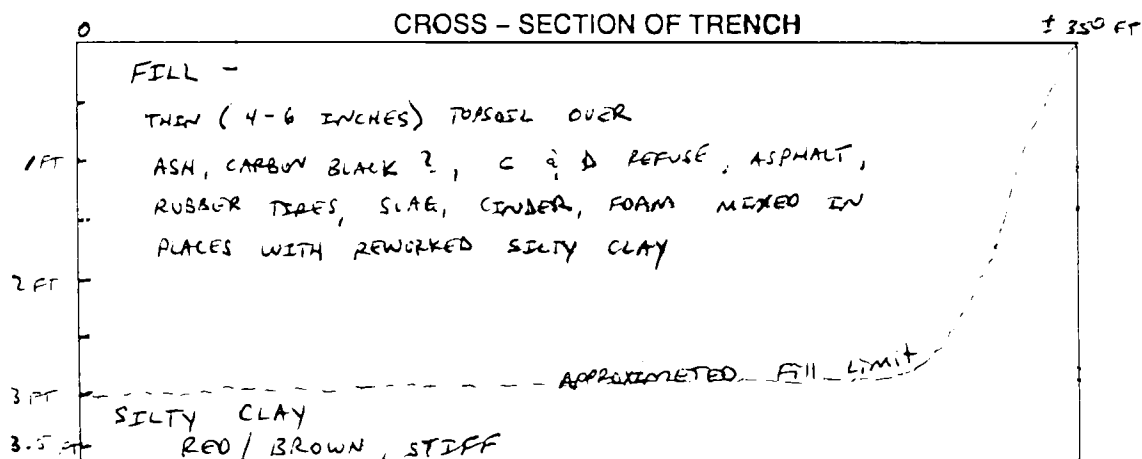 CROSS – SECTION OF TRENCH
0
± 350 FT
FILL –
THIN ( 4-6 INCHES) TOPSOIL OVER
1 FT
ASH, CARBON BLACK ?, C & D REFUSE, ASPHALT,
RUBBER TIRES, SLAG, CINDER, FOAM MIXED IN
PLACES WITH REWORKED SILTY CLAY
2 FT
APPROXIMETED Fill Limit
3 FT
SILTY CLAY
3.5 FT
RED / BROWN, STIFF